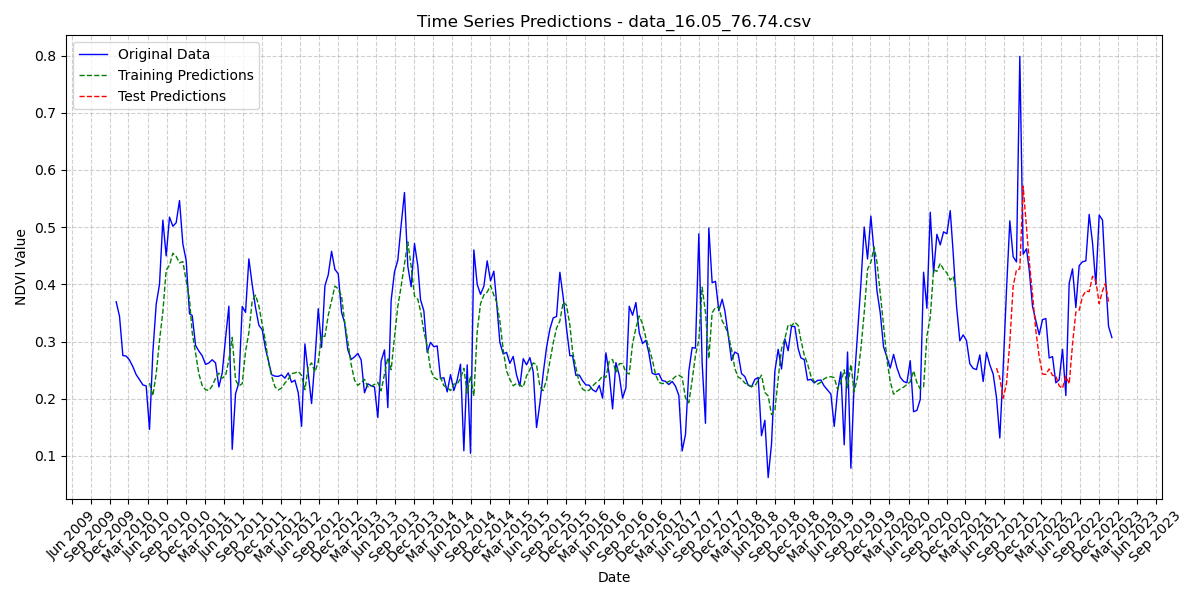 Time Series Predictions - data_16.05_76.74.csv
Original Data
Training Predictions
Test Predictions
NDVI Value
0.8
0.7
0.6
0.5
0.4
0.3
0.2
0.1
Jun 2009
Sep 2009
Dec 2009
Mar 2010
Jun 2010
Sep 2010
Dec 2010
Mar 2011
Jun 2011
Sep 2011
Dec 2011
Mar 2012
Jun 2012
Sep 2012
Dec 2012
Mar 2013
Jun 2013
Sep 2013
Dec 2013
Mar 2014
Jun 2014
Sep 2014
Dec 2014
Mar 2015
Jun 2015
Sep 2015
Dec 2015
Mar 2016
Jun 2016
Sep 2016
Dec 2016
Mar 2017
Jun 2017
Sep 2017
Dec 2017
Mar 2018
Jun 2018
Sep 2018
Dec 2018
Mar 2019
Jun 2019
Sep 2019
Dec 2019
Mar 2020
Jun 2020
Sep 2020
Dec 2020
Mar 2021
Jun 2021
Sep 2021
Dec 2021
Mar 2022
Jun 2022
Sep 2022
Dec 2022
Mar 2023
Jun 2023
Sep 2023
Date